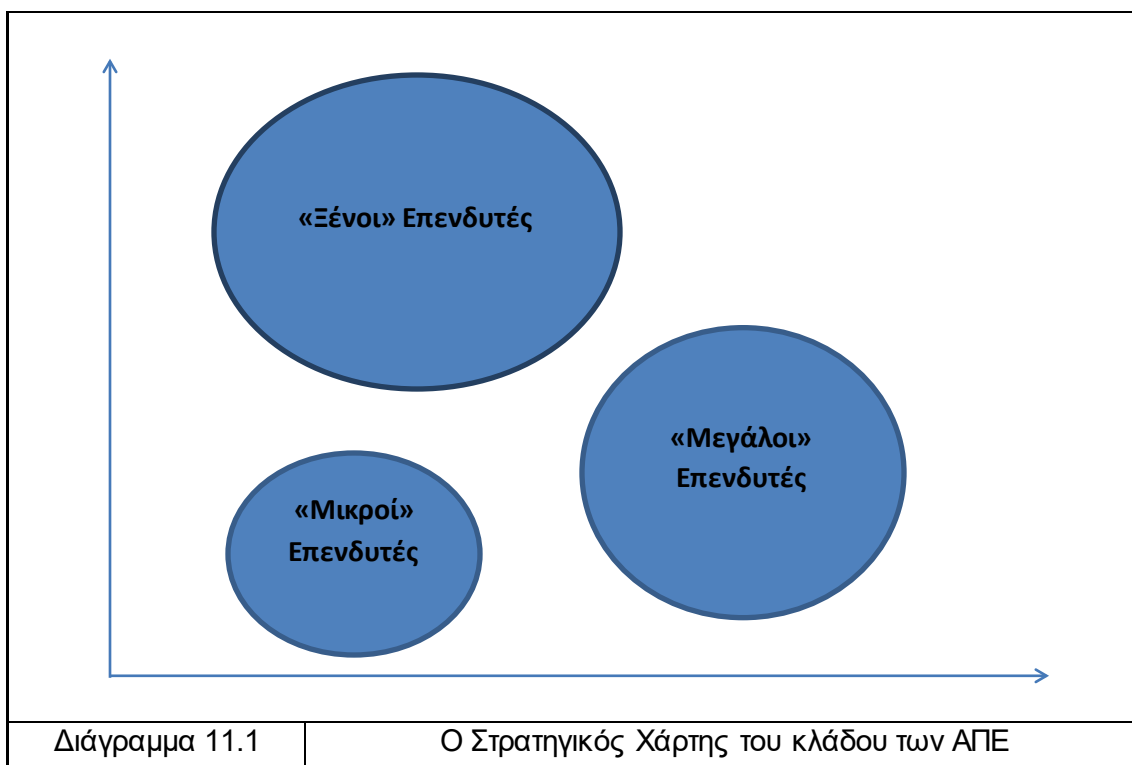 «Ξένοι» Επενδυτές
«Μεγάλοι»
Επενδυτές
«Μικροί»
Επενδυτές
Διάγραμμα 11.1 Ο Στρατηγικός Χάρτης του κλάδου των ΑΠΕ